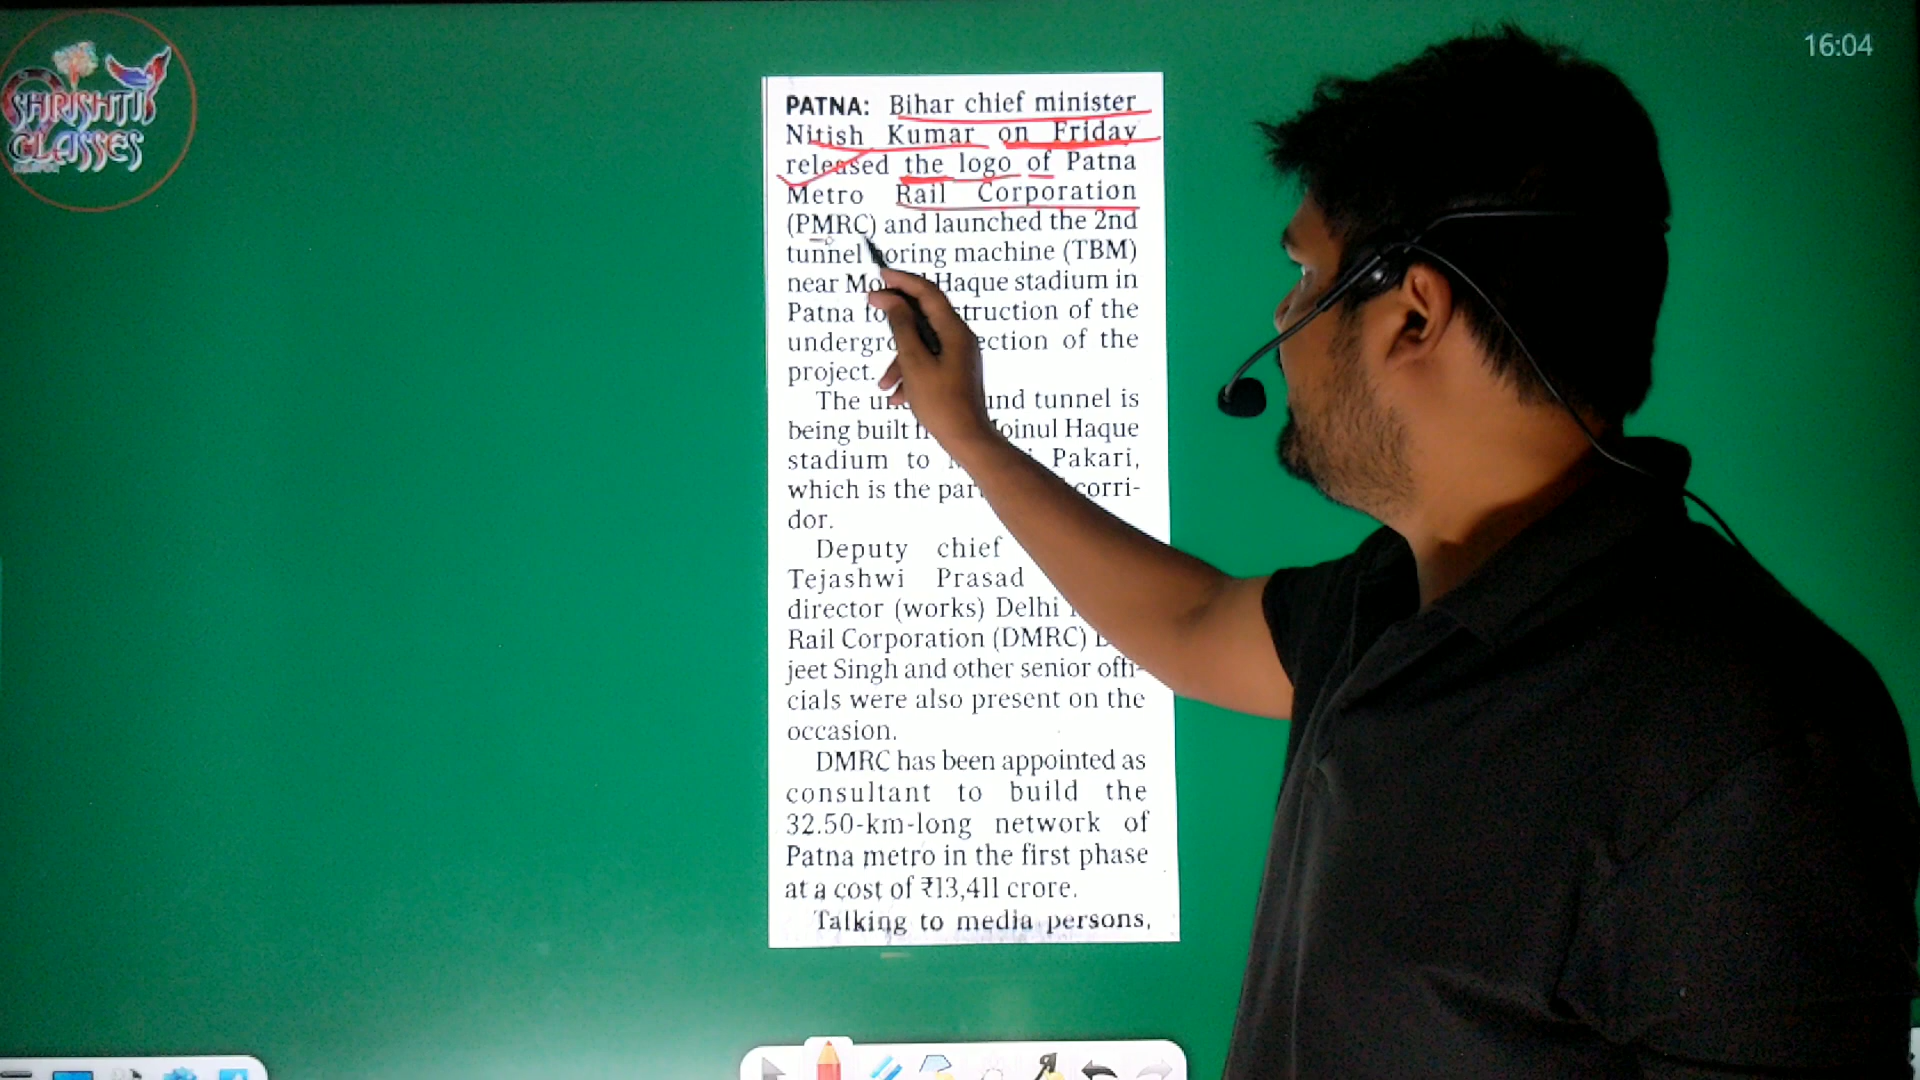 SHRISHTI
CLASSES
16:04
PATNA: Bihar chief minister
Nitish Kumar on Friday
released the logo of Patna
Metro Rail Corporation
(PMRC) and launched the 2nd
tunnel boring machine (TBM)
near Haque stadium in
Patna struction of the
ection of the
project.
The und tunnel is
being built Moinul Haque
stadium to Pakari,
which is the part corri-
dor.
Deputy chief
Tejashwi Prasad
director (works) Delhi
Rail Corporation (DMRC)
jeet Singh and other senior offi-
cials were also present on the
occasion.
DMRC has been appointed as
consultant to build the
32.50-km-long network of
Patna metro in the first phase
at a cost of ₹13,411 crore.
Talking to media persons,